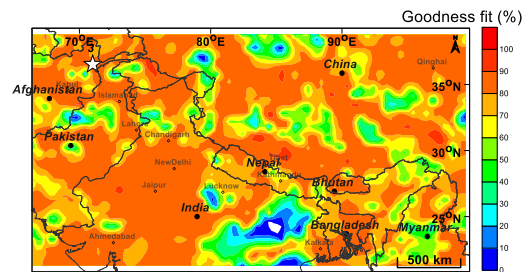 Goodness fit (%)
70°E 80°E 90°E N
China
Qinghai
Kabul
Afghanistan
Islamabad
35°N
Lahore
Pakistan
Chandigarh
30°N
NewDelhi
Nepal
Kathmandu
Jaipur
Lucknow
Bhutan
India
25°N
Bangladesh
Myanmar
Ahmedabad
Kalkata
500 km
100
90
80
70
60
50
40
30
20
10
0